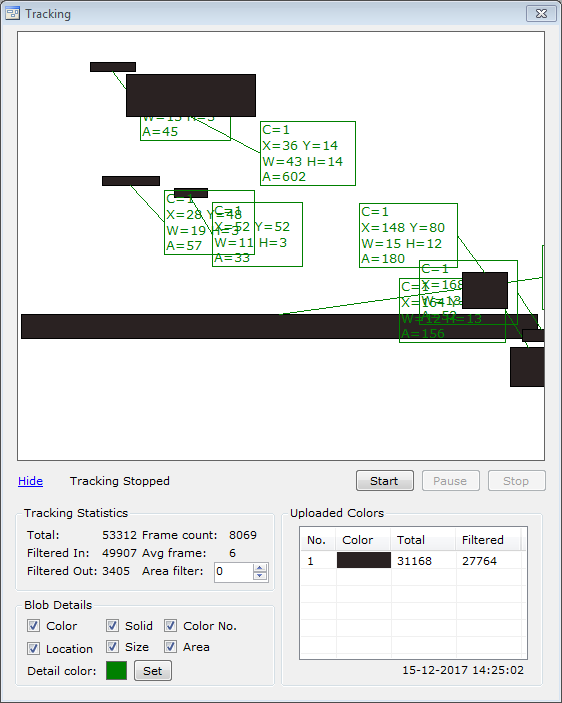 Tracking
W=15 H=3
A=45
C=1
X=36 Y=14
W=43 H=14
A=602
C=1
X=28 Y=48
W=19 H=3
A=57
C=1
X=52 Y=52
W=11 H=3
A=33
C=1
X=148 Y=80
W=15 H=12
A=180
C=1
X=168
W=13
A=52
C=1
X=164 Y
W=12 H=13
A=156
Hide Tracking Stopped Start Pause Stop
Tracking Statistics
Total: 53312 Frame count: 8069
Filtered In: 49907 Avg frame: 6
Filtered Out: 3405 Area filter: 0
Uploaded Colors
No. Color Total Filtered
1 31168 27764
15-12-2017 14:25:02
Blob Details
Color Solid Color No.
Location Size Area
Detail color: Set